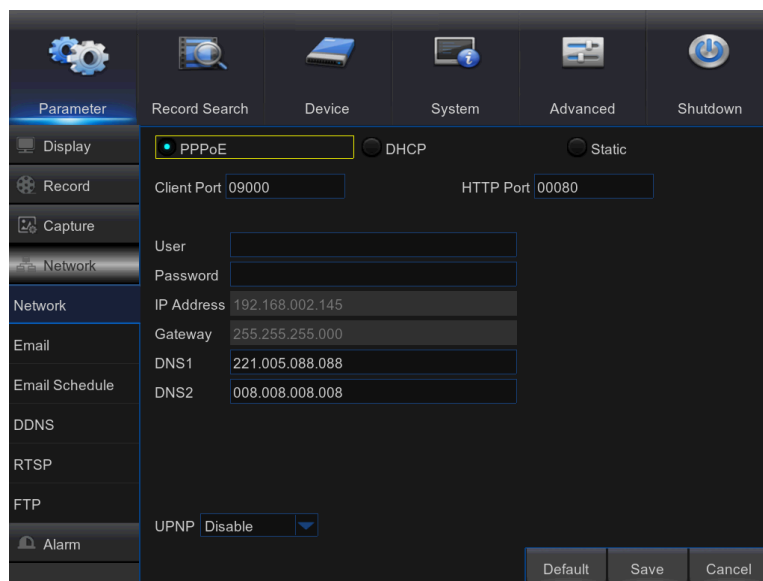 Parameter Record Search Device System Advanced Shutdown
Display
Record
Capture
Network
Network
Email
Email Schedule
DDNS
RTSP
FTP
Alarm
PPPoE DHCP Static
Client Port 09000 HTTP Port 00080
User
Password
IP Address 192.168.002.145
Gateway 255.255.255.000
DNS1 221.005.088.088
DNS2 008.008.008.008
UPNP Disable
Default Save Cancel